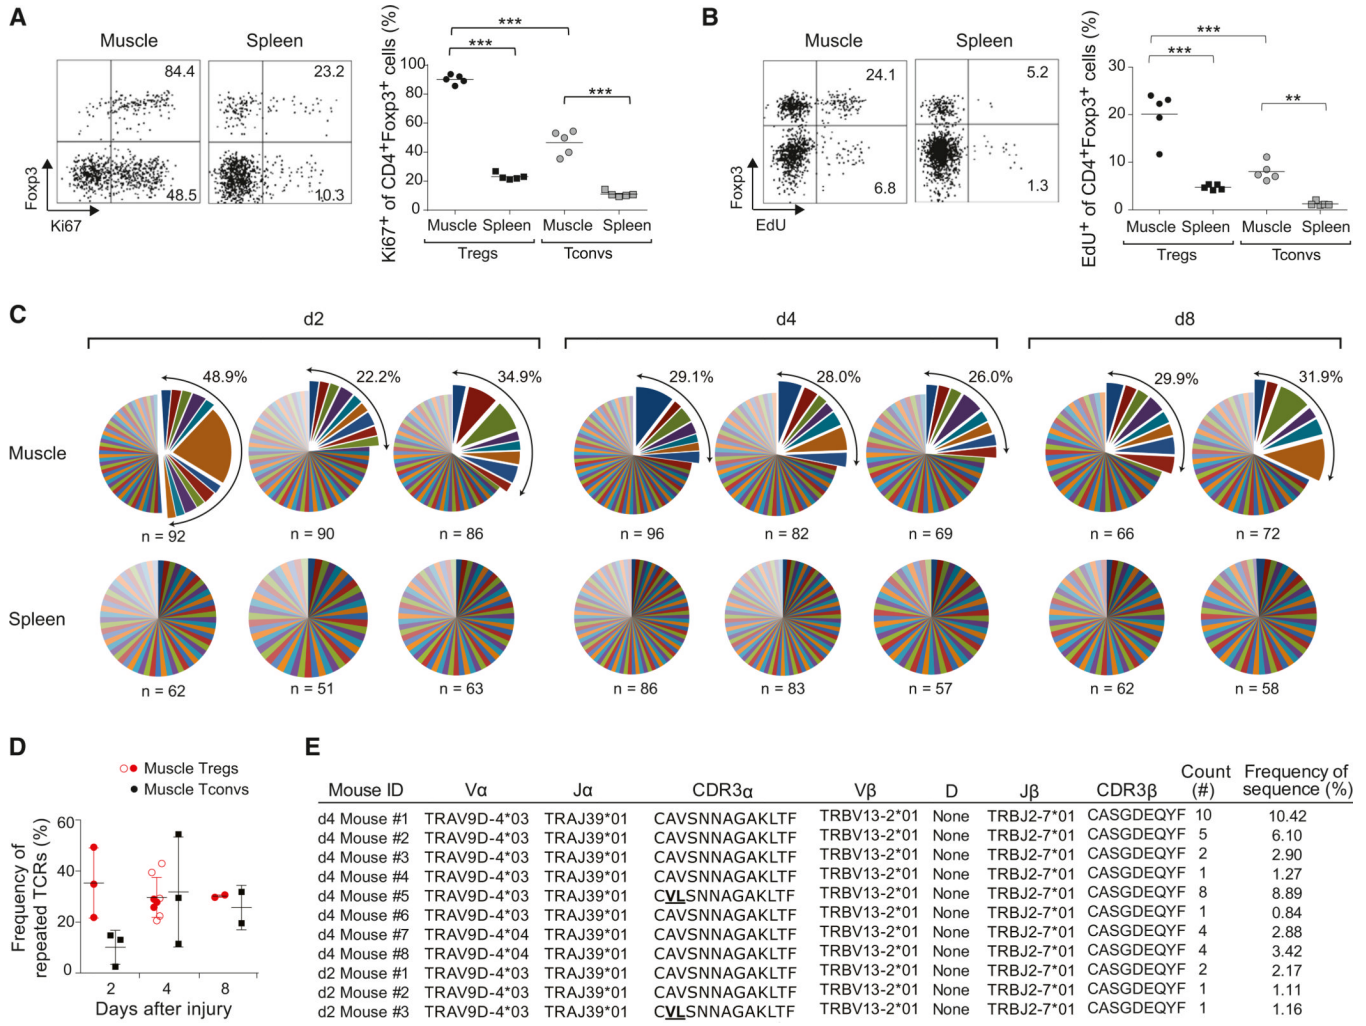 A
Muscle
Spleen
84.4
23.2
48.5
10.3
Foxp3
Ki67
Ki67+ of CD4+Foxp3+ cells (%)
100
80
60
40
20
0
***
***
***
Muscle Spleen Muscle Spleen
Tregs Tconvs
B
Muscle
Spleen
24.1
5.2
6.8
1.3
Foxp3
EdU
EdU+ of CD4+Foxp3+ cells (%)
30
20
10
0
***
***
**
Muscle Spleen Muscle Spleen
Tregs Tconvs
C
d2 d4 d8
Muscle
48.9% 22.2% 34.9% 29.1% 28.0% 26.0% 29.9% 31.9%
n = 92 n = 90 n = 86 n = 96 n = 82 n = 69 n = 66 n = 72
Spleen
n = 62 n = 51 n = 63 n = 86 n = 83 n = 57 n = 62 n = 58
D
Muscle Tregs
Muscle Tconvs
Frequency of
repeated TCRs (%)
60
40
20
0
2 4 8
Days after injury
E
Mouse ID Vα Jα CDR3α Vβ D Jβ CDR3β Count (#) Frequency of sequence (%)
d4 Mouse #1 TRAV9D-4*03 TRAJ39*01 CAVSNNAGAKLTF TRBV13-2*01 None TRBJ2-7*01 CASGDEQYF 10 10.42
d4 Mouse #2 TRAV9D-4*03 TRAJ39*01 CAVSNNAGAKLTF TRBV13-2*01 None TRBJ2-7*01 CASGDEQYF 5 6.10
d4 Mouse #3 TRAV9D-4*03 TRAJ39*01 CAVSNNAGAKLTF TRBV13-2*01 None TRBJ2-7*01 CASGDEQYF 2 2.90
d4 Mouse #4 TRAV9D-4*03 TRAJ39*01 CAVSNNAGAKLTF TRBV13-2*01 None TRBJ2-7*01 CASGDEQYF 1 1.27
d4 Mouse #5 TRAV9D-4*03 TRAJ39*01 CVLSNNAGAKLTF TRBV13-2*01 None TRBJ2-7*01 CASGDEQYF 8 8.89
d4 Mouse #6 TRAV9D-4*03 TRAJ39*01 CAVSNNAGAKLTF TRBV13-2*01 None TRBJ2-7*01 CASGDEQYF 1 0.84
d4 Mouse #7 TRAV9D-4*04 TRAJ39*01 CAVSNNAGAKLTF TRBV13-2*01 None TRBJ2-7*01 CASGDEQYF 4 2.88
d4 Mouse #8 TRAV9D-4*04 TRAJ39*01 CAVSNNAGAKLTF TRBV13-2*01 None TRBJ2-7*01 CASGDEQYF 4 3.42
d2 Mouse #1 TRAV9D-4*03 TRAJ39*01 CAVSNNAGAKLTF TRBV13-2*01 None TRBJ2-7*01 CASGDEQYF 2 2.17
d2 Mouse #2 TRAV9D-4*03 TRAJ39*01 CAVSNNAGAKLTF TRBV13-2*01 None TRBJ2-7*01 CASGDEQYF 1 1.11
d2 Mouse #3 TRAV9D-4*03 TRAJ39*01 CVLSNNAGAKLTF TRBV13-2*01 None TRBJ2-7*01 CASGDEQYF 1 1.16